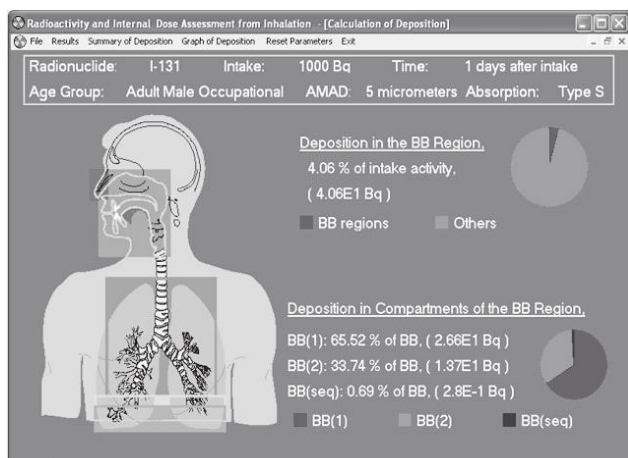 Radioactivity and Internal Dose Assessment from Inhalation - [Calculation of Deposition]
File Results Summary of Deposition Graph of Deposition Reset Parameters Exit
Radionuclide: I-131 Intake: 1000 Bq Time: 1 days after intake
Age Group: Adult Male Occupational AMAD: 5 micrometers Absorption: Type S
Deposition in the BB Region,
4.06 % of intake activity,
( 4.06E1 Bq )
BB regions Others
Deposition in Compartments of the BB Region,
BB(1): 65.52 % of BB, ( 2.66E1 Bq )
BB(2): 33.74 % of BB, ( 1.37E1 Bq )
BB(seq): 0.69 % of BB, ( 2.8E-1 Bq )
BB(1) BB(2) BB(seq)